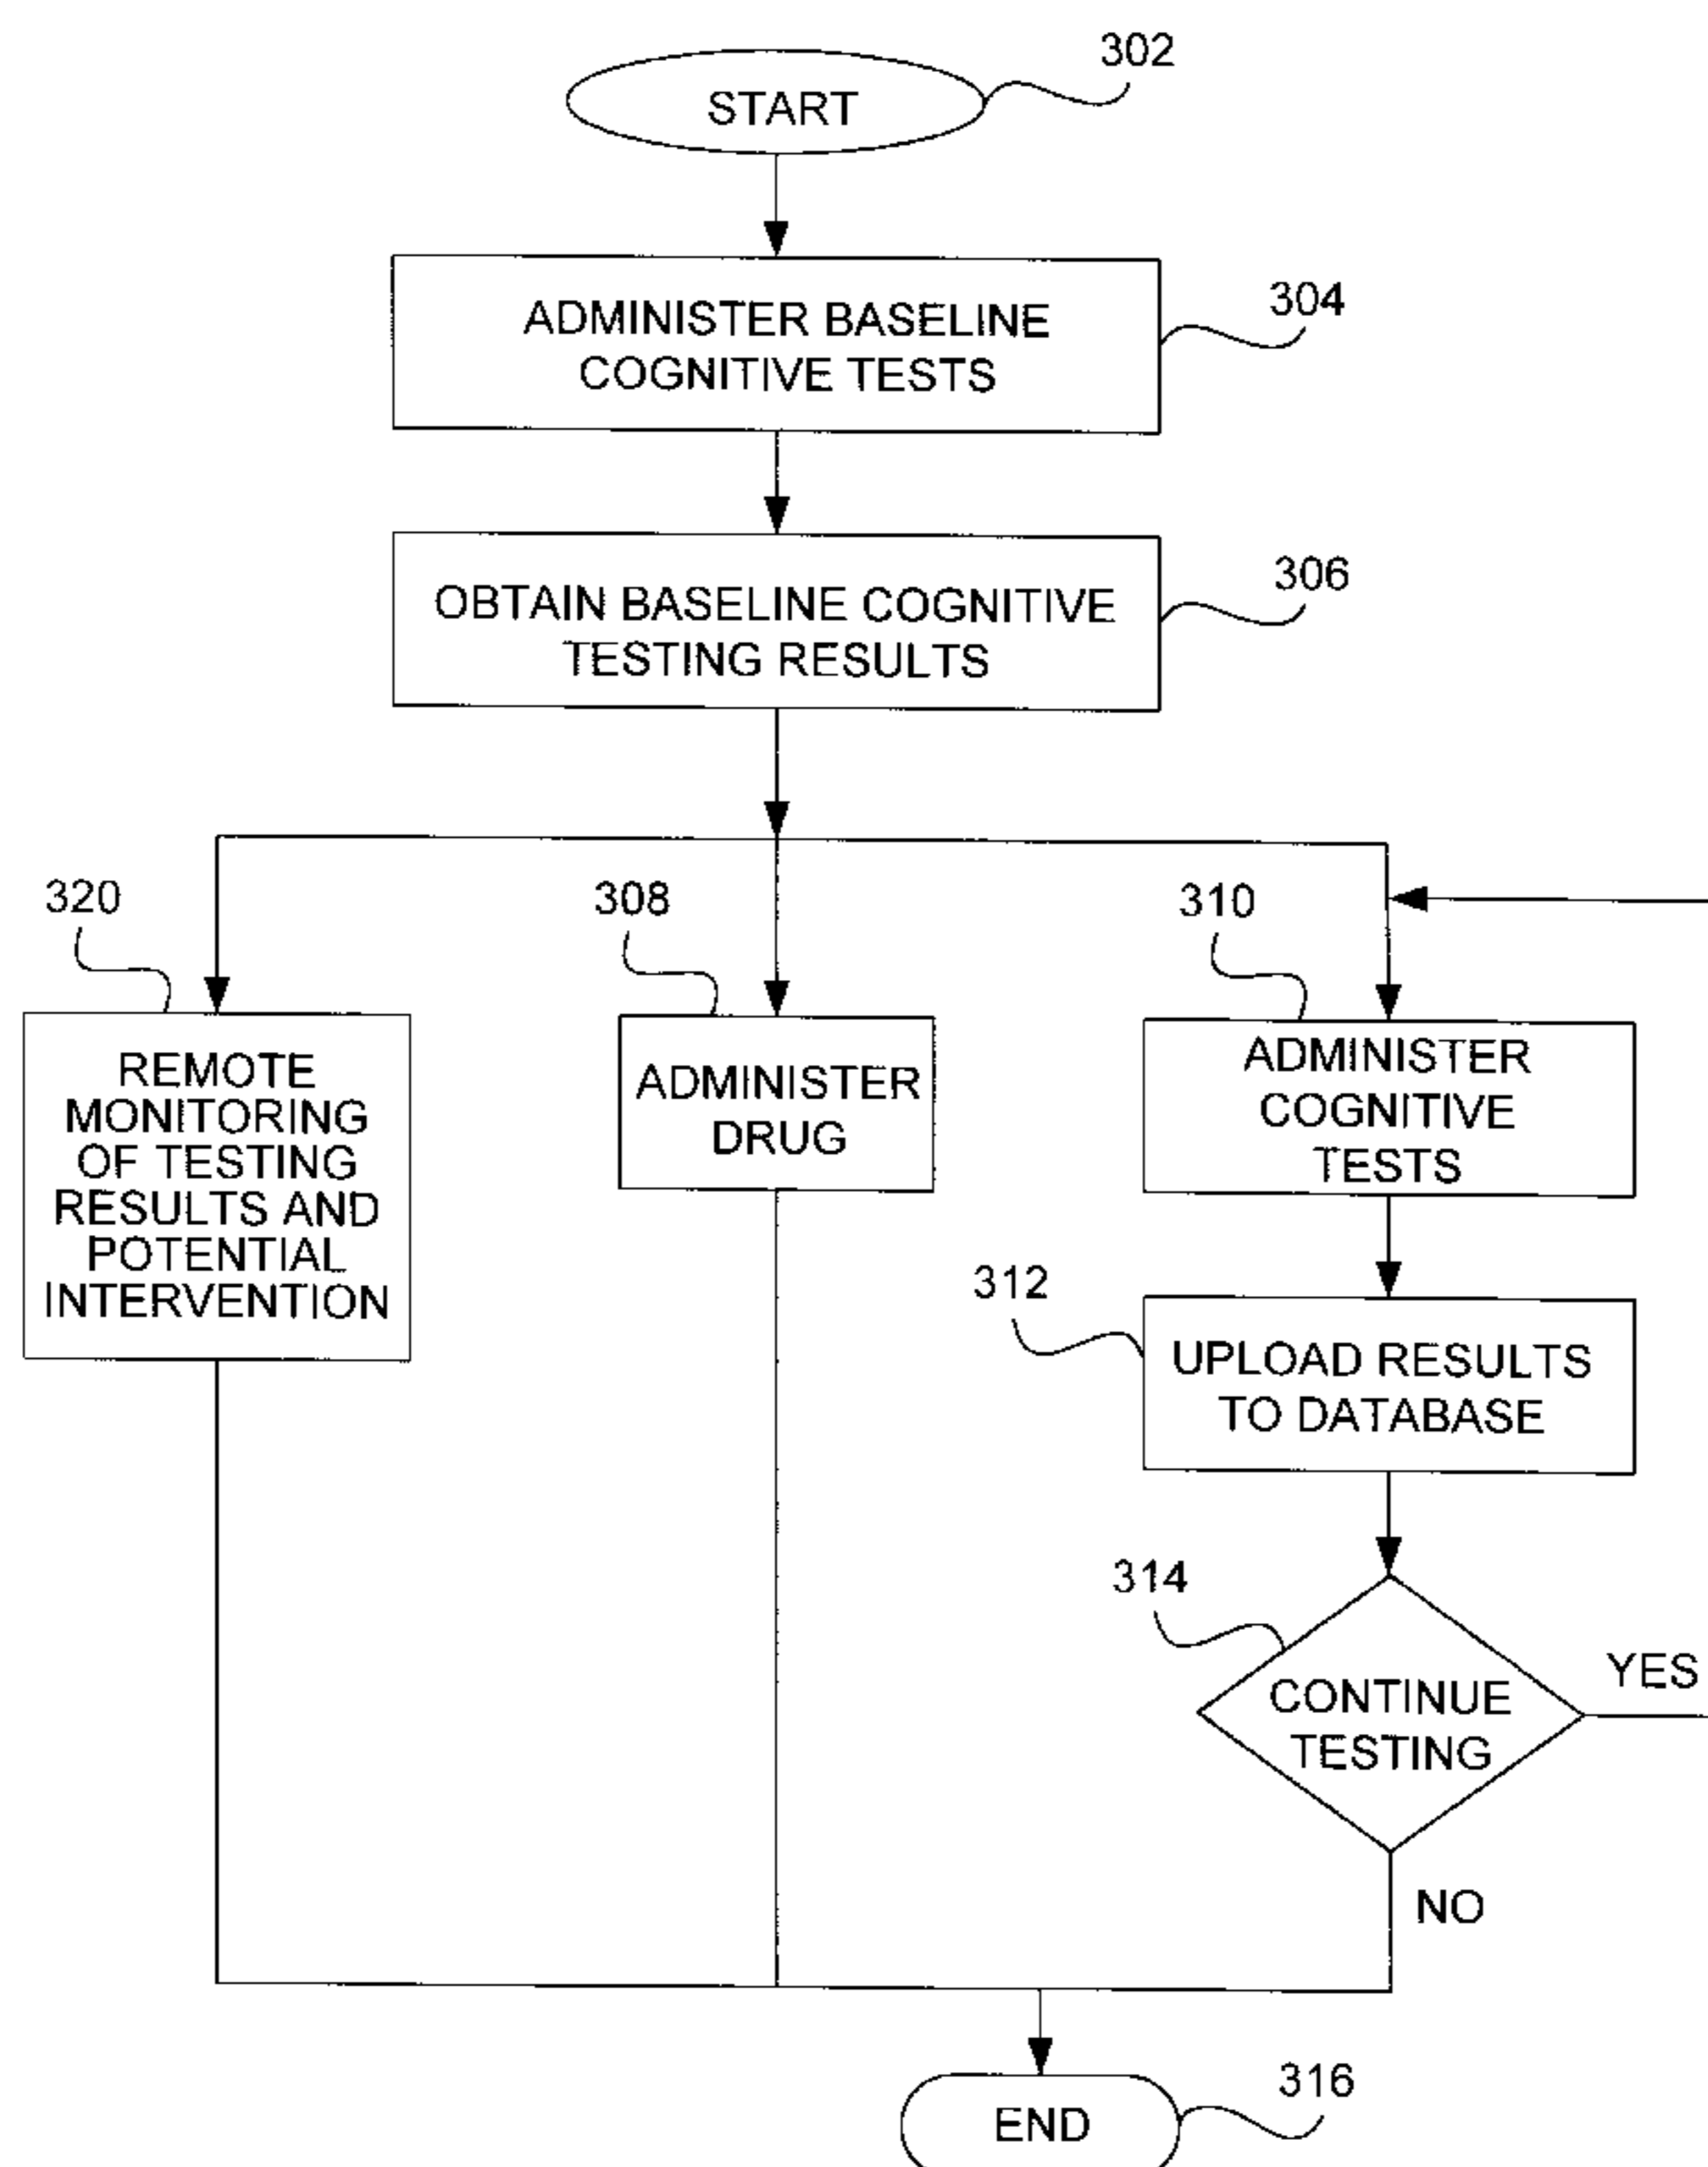 302
START
304
ADMINISTER BASELINE
COGNITIVE TESTS
306
OBTAIN BASELINE COGNITIVE
TESTING RESULTS
320
REMOTE
MONITORING
OF TESTING
RESULTS AND
POTENTIAL
INTERVENTION
308
ADMINISTER
DRUG
310
ADMINISTER
COGNITIVE
TESTS
312
UPLOAD RESULTS
TO DATABASE
314
CONTINUE
TESTING
YES
NO
316
END